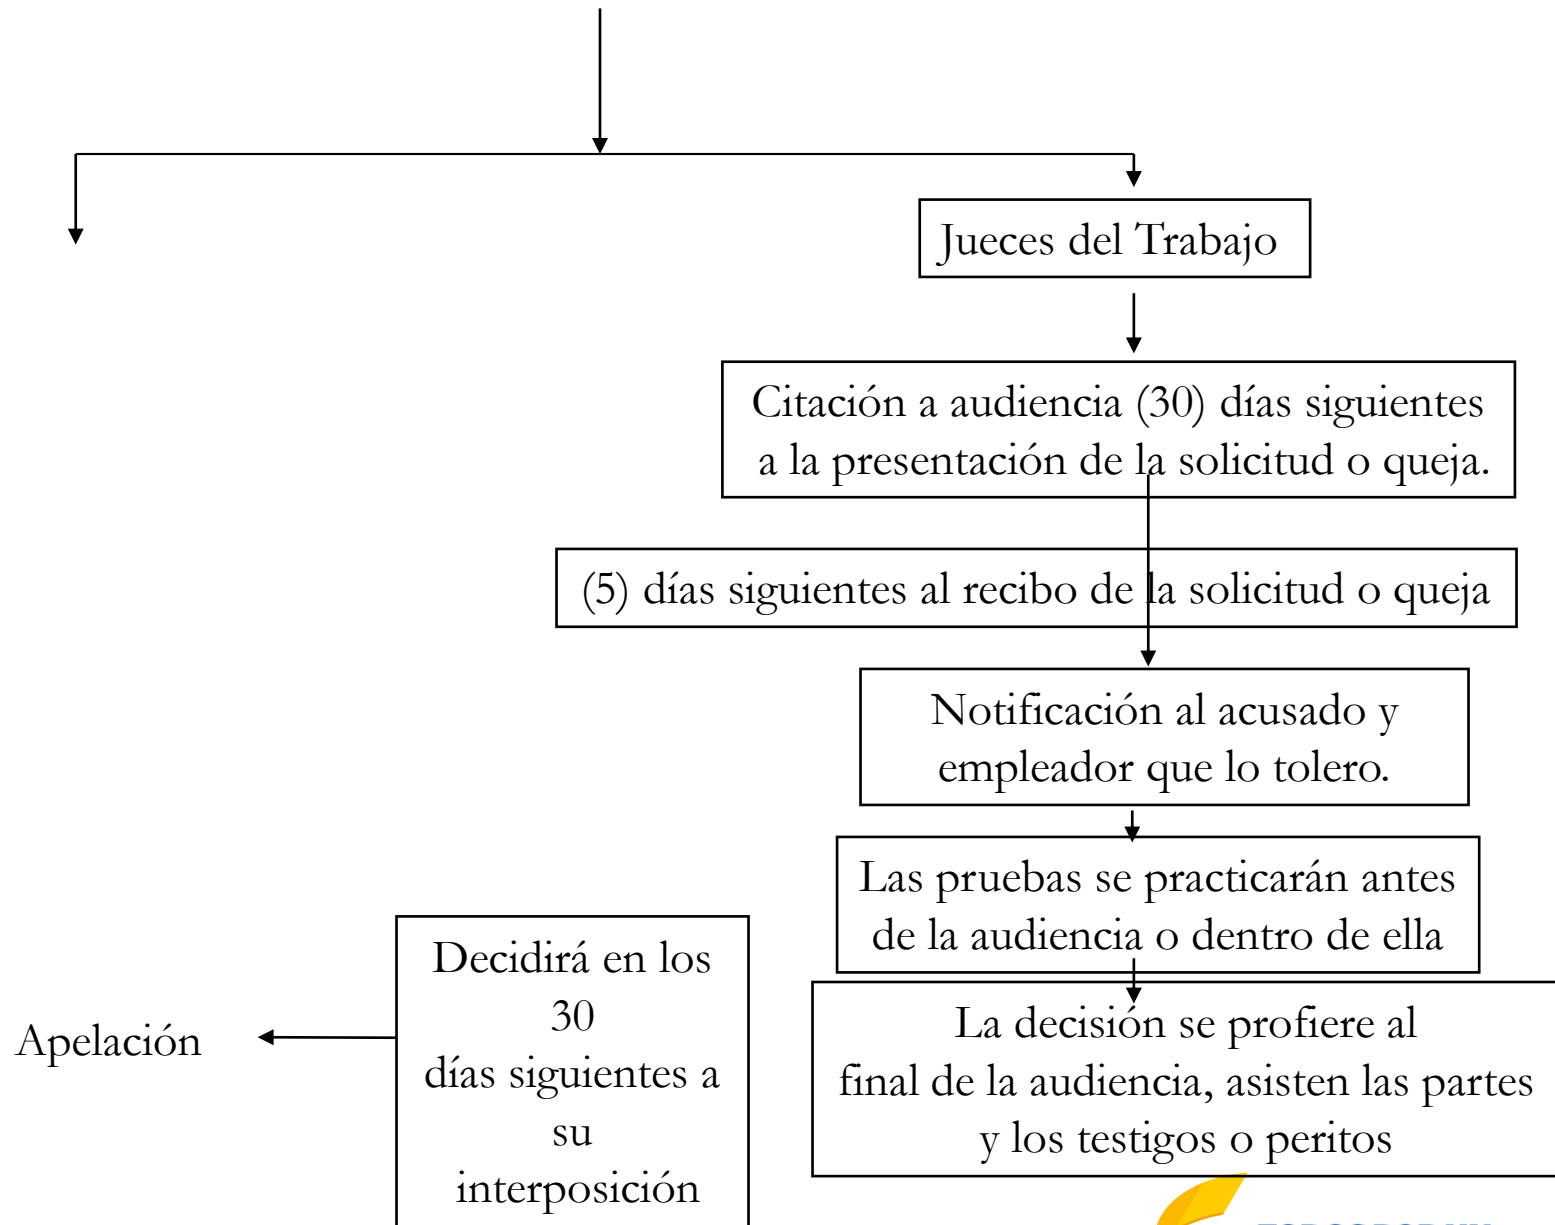 Jueces del Trabajo
Citación a audiencia (30) días siguientes
a la presentación de la solicitud o queja.
(5) días siguientes al recibo de la solicitud o queja
Notificación al acusado y
empleador que lo tolero.
Las pruebas se practicarán antes
de la audiencia o dentro de ella
La decisión se profiere al
final de la audiencia, asisten las partes
y los testigos o peritos
Decidirá en los
30
días siguientes a
su
interposición
Apelación